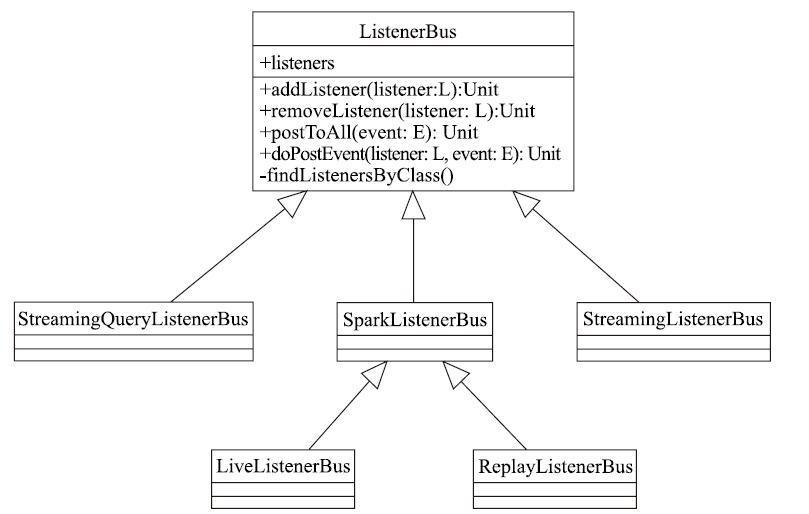 ListenerBus
+listeners
+addListener(listener:L):Unit
+removeListener(listener: L):Unit
+postToAll(event: E): Unit
+doPostEvent(listener: L, event: E): Unit
-findListenersByClass()
StreamingQueryListenerBus
SparkListenerBus
StreamingListenerBus
LiveListenerBus
ReplayListenerBus